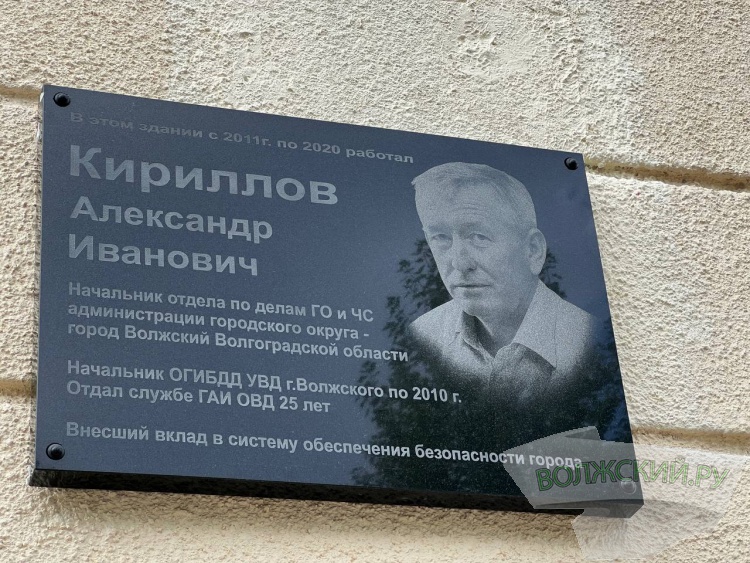 В этом здании с 2011г. по 2020 работал
Кириллов
Александр
Иванович
Начальник отдела по делам ГО и ЧС
администрации городского округа -
город Волжский Волгоградской области
Начальник ОГИБДД УВД г.Волжского по 2010 г.
Отдал службе ГАИ ОВД 25 лет
Внесший вклад в систему обеспечения безопасности города
ВОЛЖСКИЙ.РУ